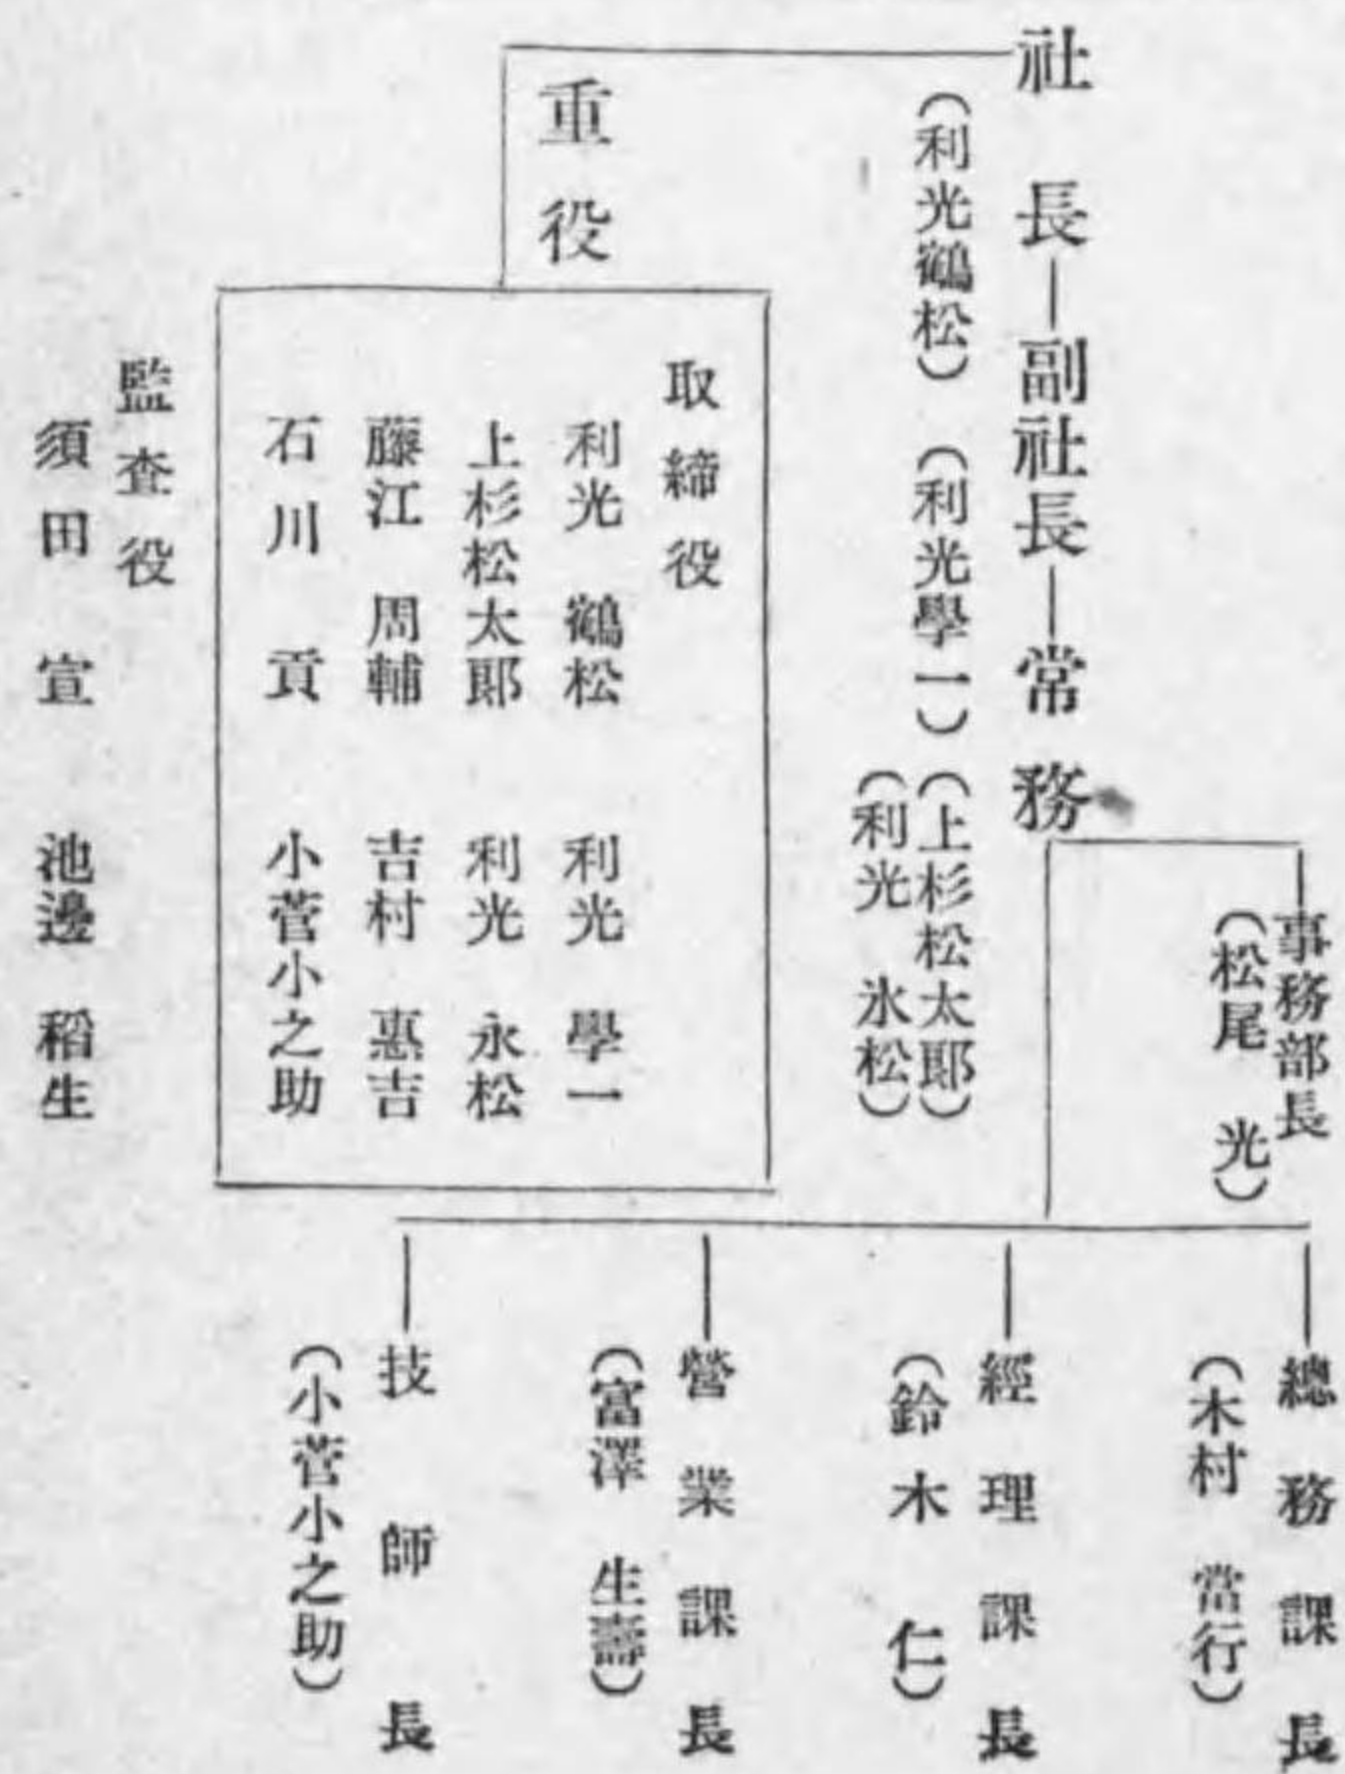 社長―副社長―常務
(利光鶴松)(利光學一)(上杉松太郎)
(利光氷松)
事務部長
(松尾光)
重役
取締役
利光鶴松 利光學一
上杉松太郎 利光永松
藤江周輔 吉村惠吉
石川貢 小菅小之助
監査役
須田宣 池邊稻生
總務課長
(木村當行)
經理課長
(鈴木仁)
營業課長
(富澤生壽)
技師長
(小菅小之助)